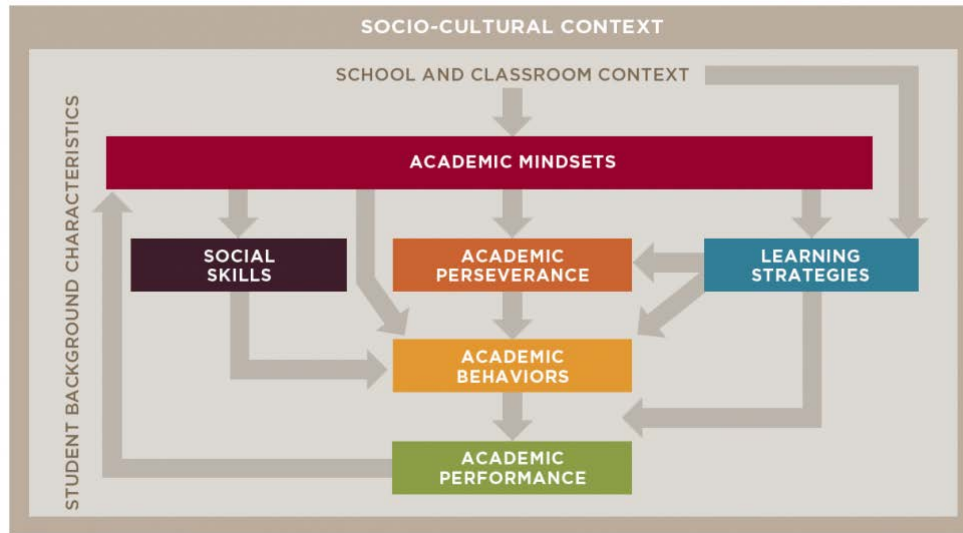 SOCIO-CULTURAL CONTEXT
SCHOOL AND CLASSROOM CONTEXT
STUDENT BACKGROUND CHARACTERISTICS
ACADEMIC MINDSETS
SOCIAL
SKILLS
ACADEMIC
PERSEVERANCE
LEARNING
STRATEGIES
ACADEMIC
BEHAVIORS
ACADEMIC
PERFORMANCE